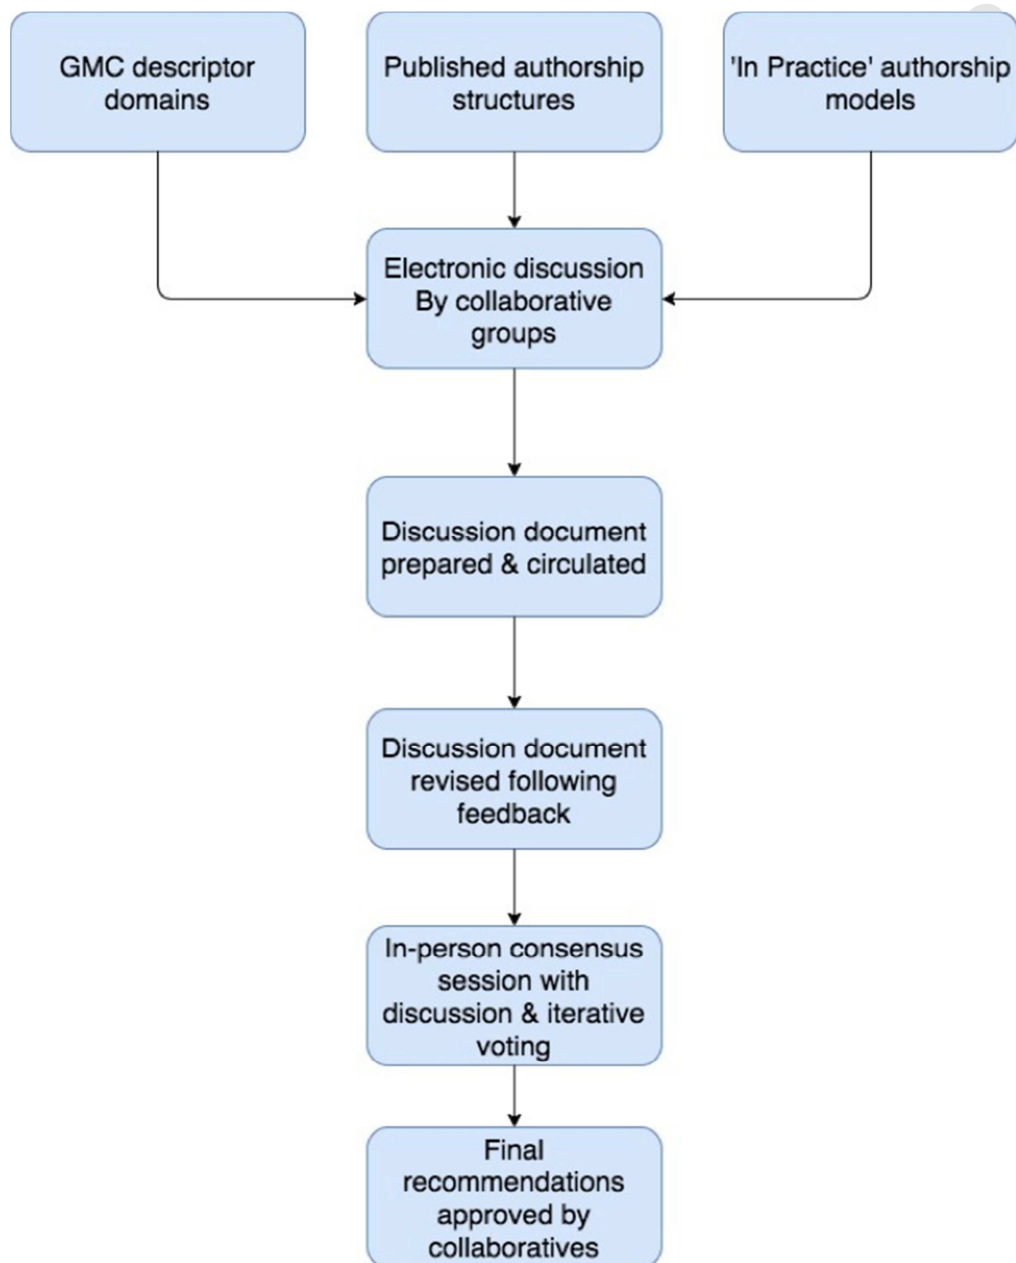 GMC descriptor
domains
Published authorship
structures
'In Practice' authorship
models
Electronic discussion
By collaborative
groups
Discussion document
prepared & circulated
Discussion document
revised following
feedback
In-person consensus
session with
discussion & iterative
voting
Final
recommendations
approved by
collaboratives